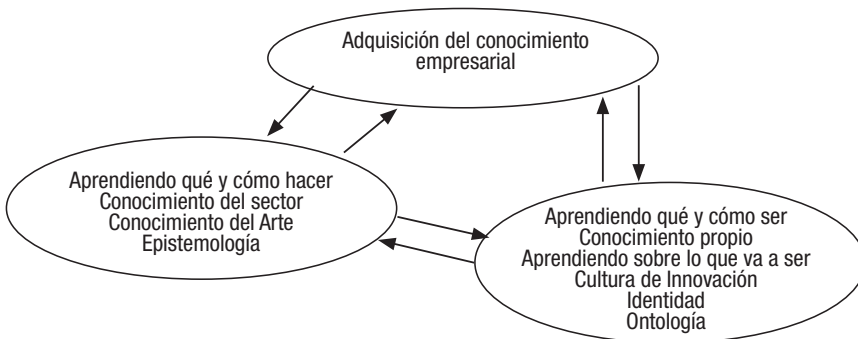 Adquisición del conocimiento
empresarial
Aprendiendo qué y cómo hacer
Conocimiento del sector
Conocimiento del Arte
Epistemología
Aprendiendo qué y cómo ser
Conocimiento propio
Aprendiendo sobre lo que va a ser
Cultura de Innovación
Identidad
Ontología